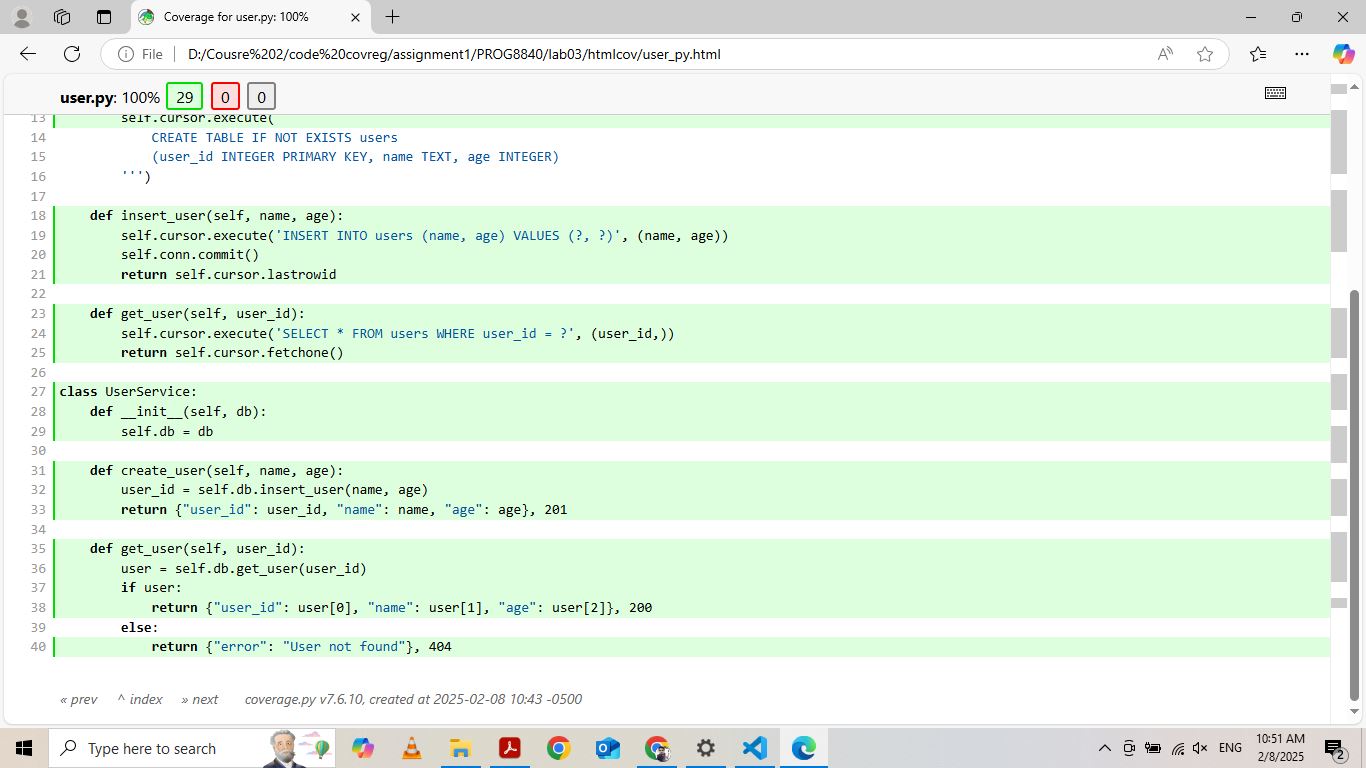 Coverage for user.py: 100%
File D:/Cousre%202/code%20covreg/assignment1/PROG8840/lab03/htmlcov/user_py.html
user.py: 100% 29 0 0
13 self.cursor.execute(
14 CREATE TABLE IF NOT EXISTS users
15 (user_id INTEGER PRIMARY KEY, name TEXT, age INTEGER)
16 ''')
17
18 def insert_user(self, name, age):
19 self.cursor.execute('INSERT INTO users (name, age) VALUES (?, ?)', (name, age))
20 self.conn.commit()
21 return self.cursor.lastrowid
22
23 def get_user(self, user_id):
24 self.cursor.execute('SELECT * FROM users WHERE user_id = ?', (user_id,))
25 return self.cursor.fetchone()
26
27 class UserService:
28 def __init__(self, db):
29 self.db = db
30
31 def create_user(self, name, age):
32 user_id = self.db.insert_user(name, age)
33 return {"user_id": user_id, "name": name, "age": age}, 201
34
35 def get_user(self, user_id):
36 user = self.db.get_user(user_id)
37 if user:
38 return {"user_id": user[0], "name": user[1], "age": user[2]}, 200
39 else:
40 return {"error": "User not found"}, 404
« prev ^ index » next coverage.py v7.6.10, created at 2025-02-08 10:43 -0500
Type here to search
ENG
10:51 AM
2/8/2025
2